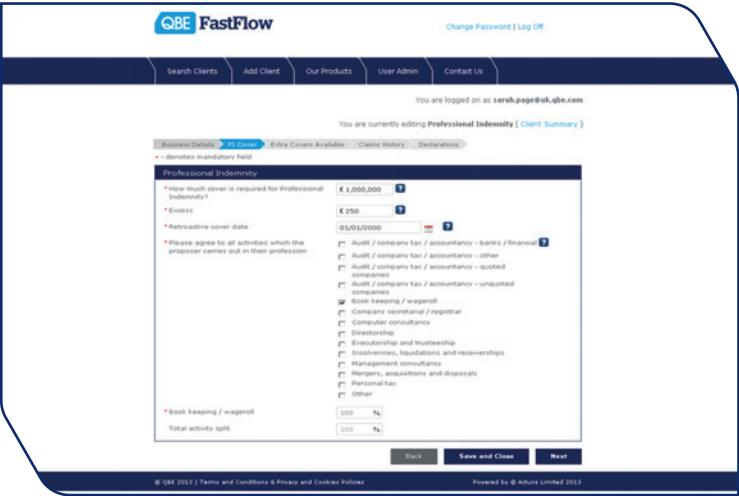 QBE FastFlow
Change Password | Log Off
Search Clients Add Client Our Products User Admin Contact Us
You are logged on as sarah.page@uk.qbe.com
You are currently editing Professional Indemnity [ Client Summary ]
Business Details PI Cover Extra Covers Available Claims History Declarations
* - denotes mandatory field
Professional Indemnity
* How much cover is required for Professional
Indemnity?
£ 1,000,000 ?
* Excess £ 250 ?
* Retroactive cover date 01/01/2000 ?
* Please agree to all activities which the
proposer carries out in their profession
Audit / company tax / accountancy - banks / financial ?
Audit / company tax / accountancy - other
Audit / company tax / accountancy - quoted
companies
Audit / company tax / accountancy - unquoted
companies
Book keeping / wageroll
Company secretarial / registrar
Computer consultancy
Directorship
Executorship and trusteeship
Insolvencies, liquidations and receiverships
Management consultancy
Mergers, acquisitions and disposals
Personal tax
Other
* Book keeping / wageroll 100 %
Total activity split 100 %
Back Save and Close Next
© QBE 2013 | Terms and Conditions & Privacy and Cookies Policies Powered by © Acturis Limited 2013